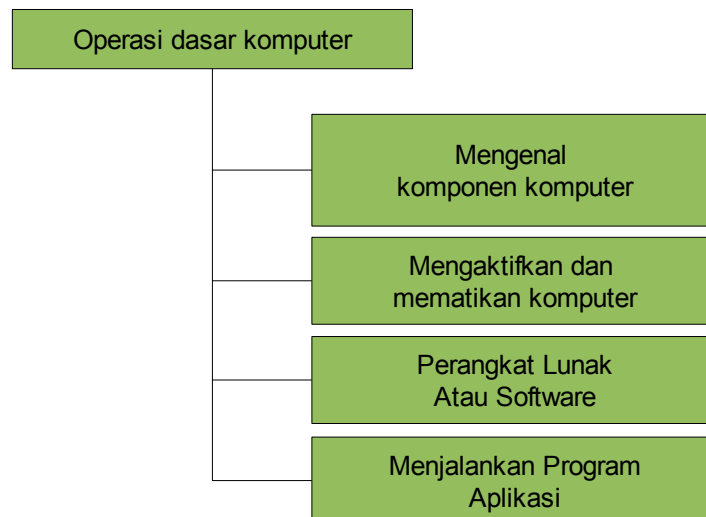 Operasi dasar komputer
Mengenal
komponen komputer
Mengaktifkan dan
mematikan komputer
Perangkat Lunak
Atau Software
Menjalankan Program
Aplikasi